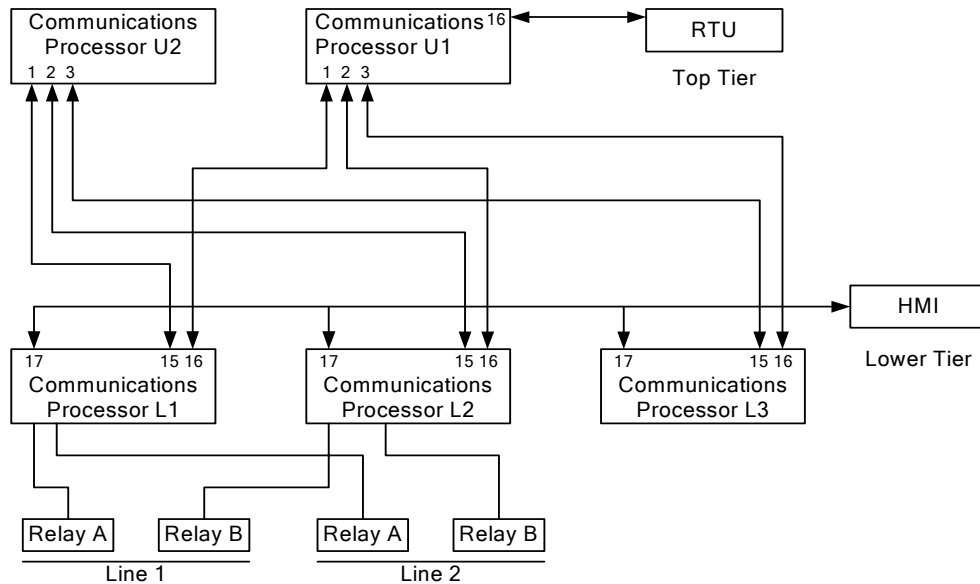 Communications
Processor U2
1 2 3
Communications 16
Processor U1
1 2 3
RTU
Top Tier
HMI
Lower Tier
17 15 16
Communications
Processor L1
17 15 16
Communications
Processor L2
17 15 16
Communications
Processor L3
Relay A
Relay B
Relay A
Relay B
Line 1
Line 2